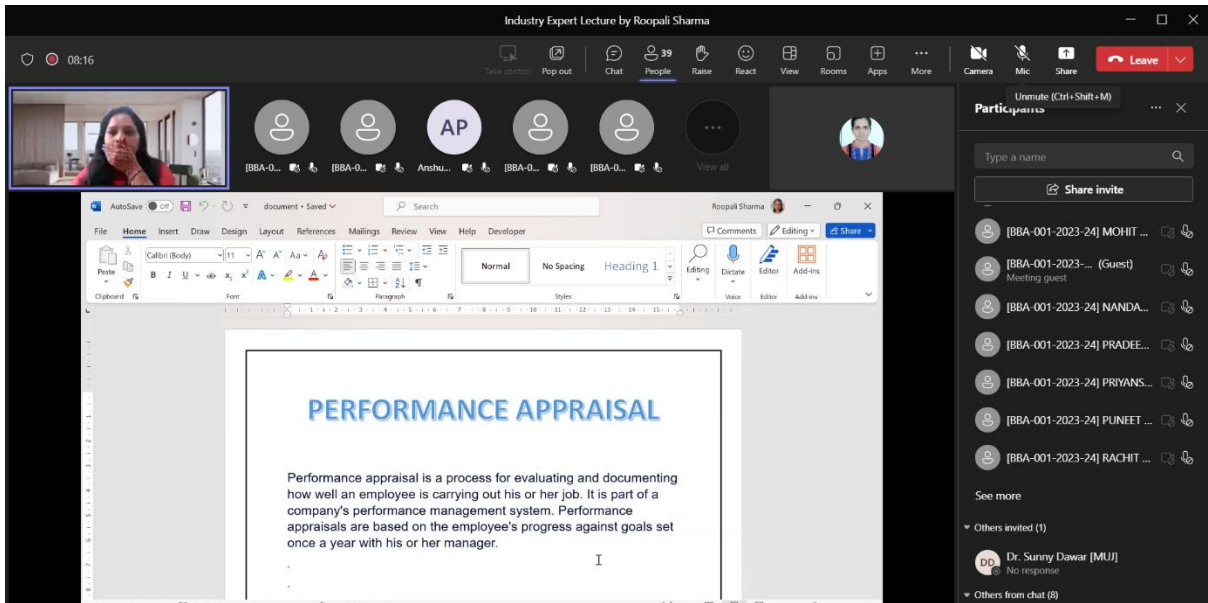 Industry Expert Lecture by Roopali Sharma
08:16
Take control
Pop out
Chat
39
People
Raise
React
View
Rooms
Apps
More
Camera
Mic
Share
Leave
Unmute (Ctrl+Shift+M)
[BBA-0...
[BBA-0...
AP
Anshu...
[BBA-0...
[BBA-0...
View all
AutoSave Off
document • Saved
Search
Roopali Sharma
File Home Insert Draw Design Layout References Mailings Review View Help Developer
Comments
Editing
Share
Paste
Calibri (Body) 11
Normal
No Spacing
Heading 1
Editing
Dictate
Editor
Add-ins
Clipboard
Font
Paragraph
Styles
Voice
Editor
Add-ins
PERFORMANCE APPRAISAL
Performance appraisal is a process for evaluating and documenting
how well an employee is carrying out his or her job. It is part of a
company's performance management system. Performance
appraisals are based on the employee's progress against goals set
once a year with his or her manager.
.
.
Participants
Type a name
Share invite
[BBA-001-2023-24] MOHIT ...
[BBA-001-2023-... (Guest)
Meeting guest
[BBA-001-2023-24] NANDA...
[BBA-001-2023-24] PRADEE...
[BBA-001-2023-24] PRIYANS...
[BBA-001-2023-24] PUNEET ...
[BBA-001-2023-24] RACHIT ...
See more
Others invited (1)
DD
Dr. Sunny Dawar [MUJ]
No response
Others from chat (8)